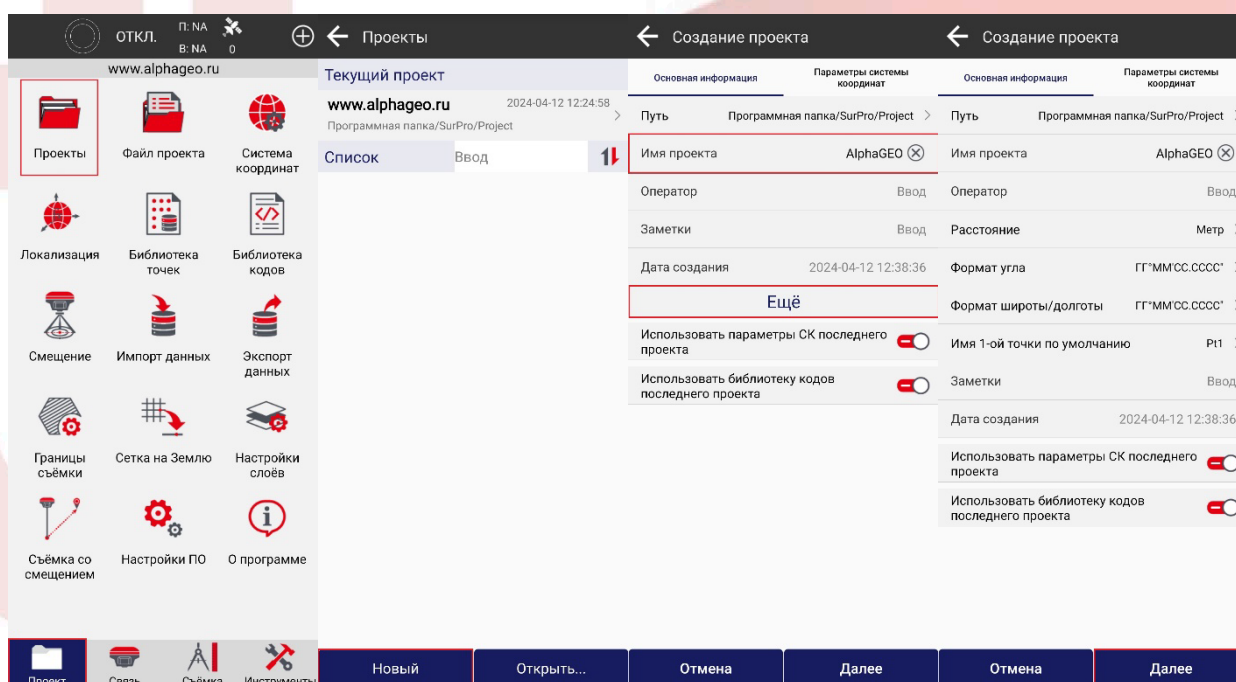 ОТКЛ.
П: NA
В: NA
0
www.alphageo.ru
Проекты
Файл проекта
Система
координат
Локализация
Библиотека
точек
Библиотека
кодов
Смещение
Импорт данных
Экспорт
данных
Границы
съёмки
Сетка на Землю
Настройки
слоёв
Съёмка со
смещением
Настройки ПО
О программе
Проект
Связь
Съёмка
Инструменты
Проекты
Текущий проект
www.alphageo.ru
2024-04-12 12:24:58
Программная папка/SurPro/Project
Список
Ввод
Новый
Открыть...
Создание проекта
Основная информация
Параметры системы
координат
Путь Программная папка/SurPro/Project
Имя проекта AlphaGEO
Оператор Ввод
Заметки Ввод
Дата создания 2024-04-12 12:38:36
Ещё
Использовать параметры СК последнего
проекта
Использовать библиотеку кодов
последнего проекта
Отмена
Далее
Создание проекта
Основная информация
Параметры системы
координат
Путь Программная папка/SurPro/Project
Имя проекта AlphaGEO
Оператор Ввод
Расстояние Метр
Формат угла ГГ°ММ'СС.СССС"
Формат широты/долготы ГГ°ММ'СС.СССС"
Имя 1-ой точки по умолчанию Pt1
Заметки Ввод
Дата создания 2024-04-12 12:38:36
Использовать параметры СК последнего
проекта
Использовать библиотеку кодов
последнего проекта
Отмена
Далее